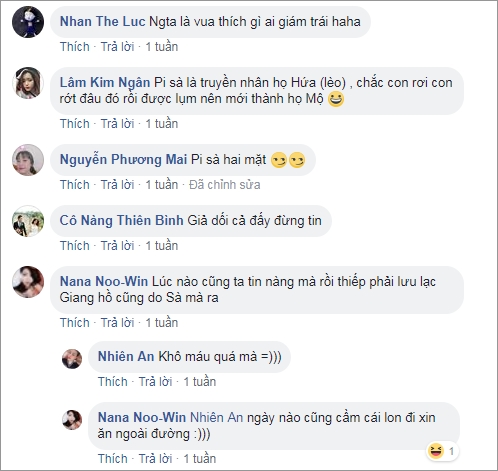 Nhan The Luc Ngta là vua thích gì ai giám trái haha
Thích · Trả lời · 1 tuần
Lâm Kim Ngân Pi sà là truyền nhân họ Hứa (lèo) , chắc con rơi con
rớt đâu đó rồi được lụm nên mới thành họ Mộ 😆
Thích · Trả lời · 1 tuần
Nguyễn Phương Mai Pi sà hai mặt 😏😏
Thích · Trả lời · 1 tuần · Đã chỉnh sửa
Cô Nàng Thiên Bình Giả dối cả đấy đừng tin
Thích · Trả lời · 1 tuần
Nana Noo-Win Lúc nào cũng ta tin nàng mà rồi thiếp phải lưu lạc
Giang hồ cũng do Sà mà ra
Thích · Trả lời · 1 tuần
Nhiên An Khô máu quá mà =)))
Thích · Trả lời · 1 tuần
Nana Noo-Win Nhiên An ngày nào cũng cầm cái lon đi xin
ăn ngoài đường :)))
😆 1
Thích · Trả lời · 1 tuần